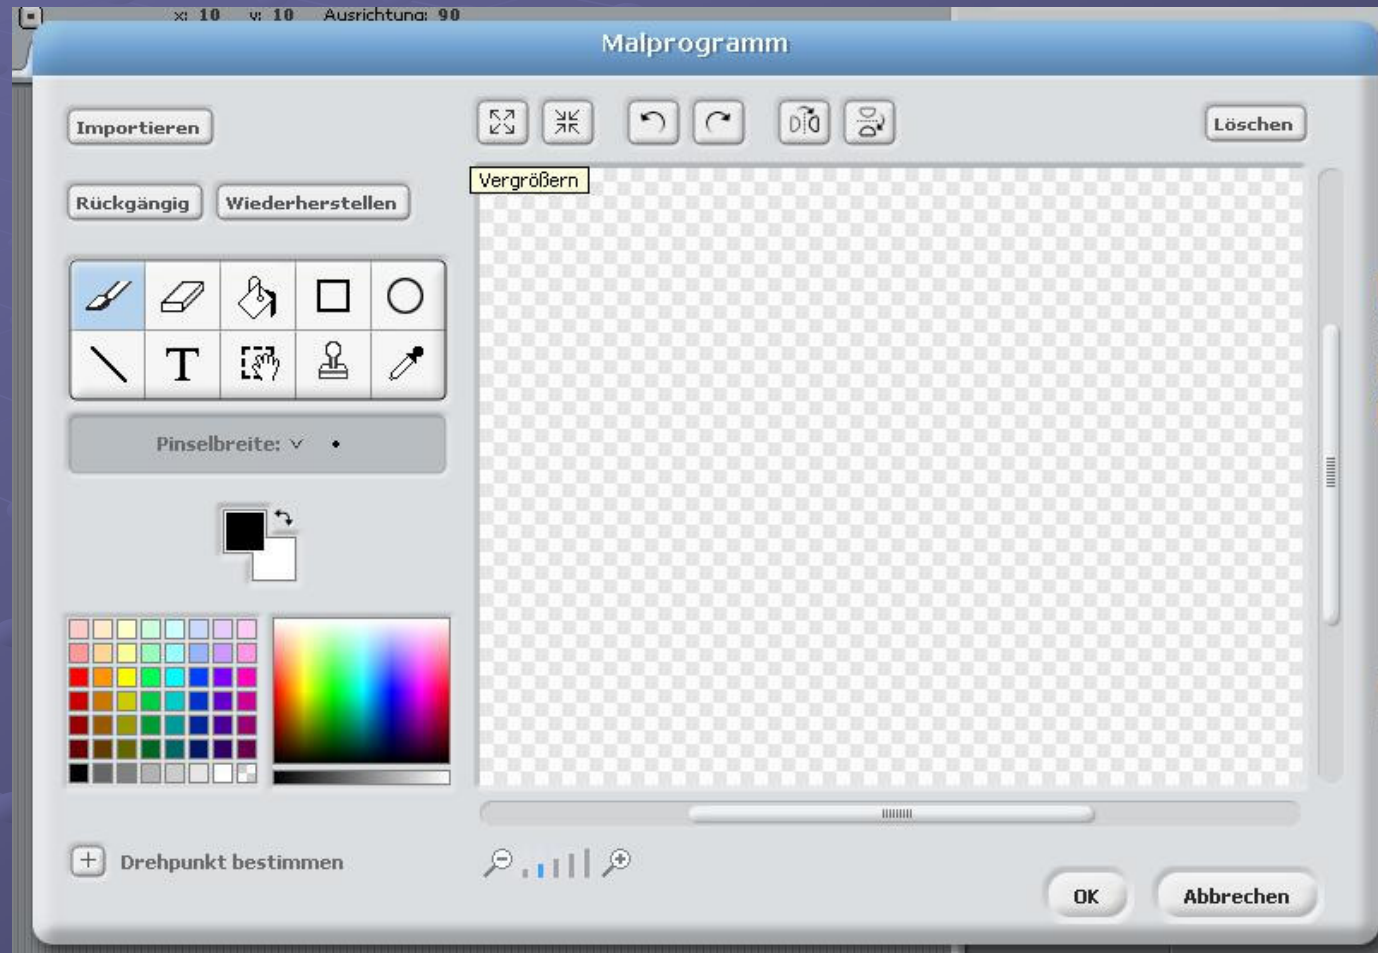 x: 10 y: 10 Ausrichtung: 90
Malprogramm
Importieren
Löschen
Vergrößern
Rückgängig Wiederherstellen
T
Pinselbreite:
Drehpunkt bestimmen
OK Abbrechen